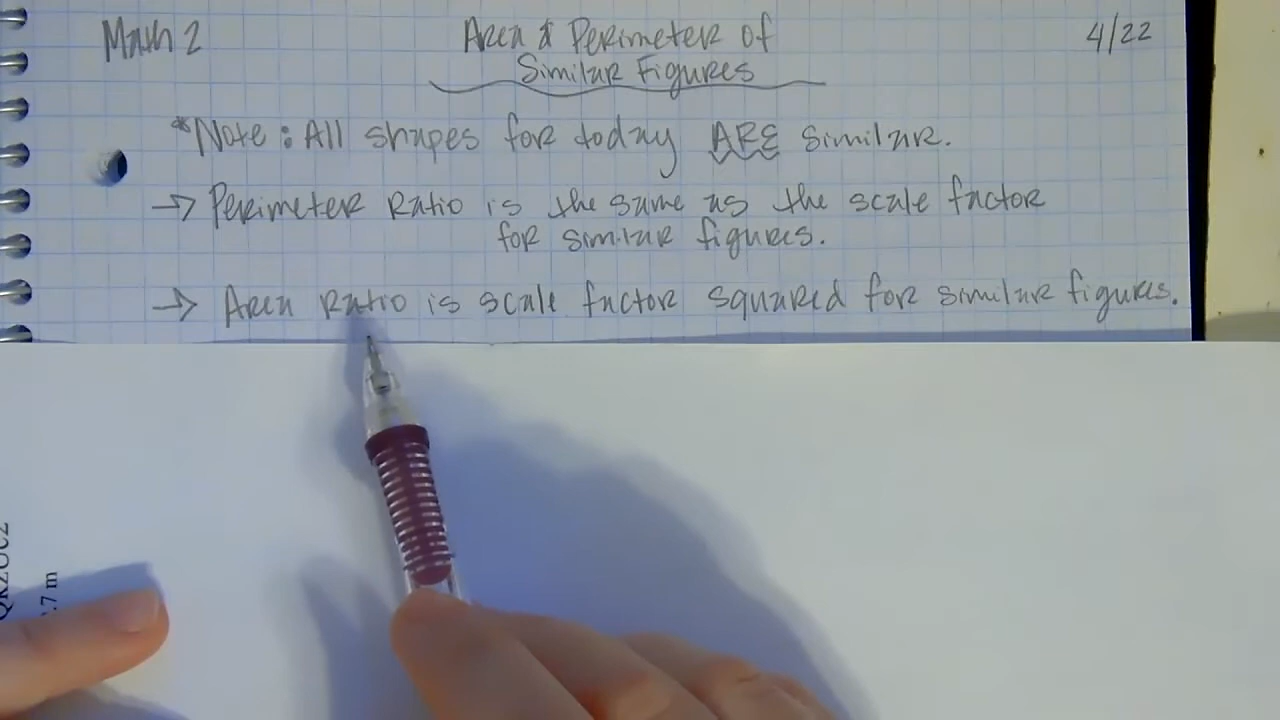 Math 2
Area & Perimeter of
Similar Figures
4/22
*Note: All shapes for today ARE similar.
→ Perimeter Ratio is the same as the scale factor
for similar figures.
→ Area Ratio is scale factor squared for similar figures.
.7 m